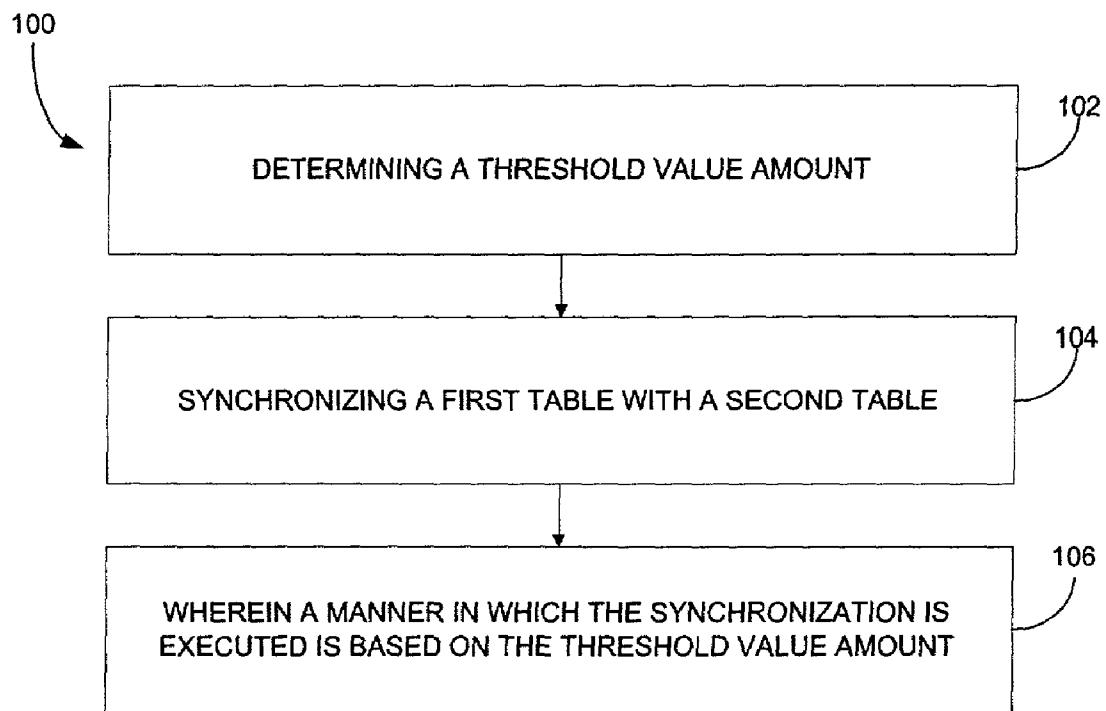 100
102
DETERMINING A THRESHOLD VALUE AMOUNT
104
SYNCHRONIZING A FIRST TABLE WITH A SECOND TABLE
106
WHEREIN A MANNER IN WHICH THE SYNCHRONIZATION IS
EXECUTED IS BASED ON THE THRESHOLD VALUE AMOUNT